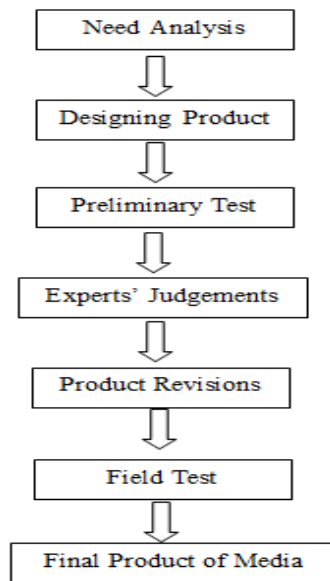 Need Analysis
Designing Product
Preliminary Test
Experts’ Judgements
Product Revisions
Field Test
Final Product of Media